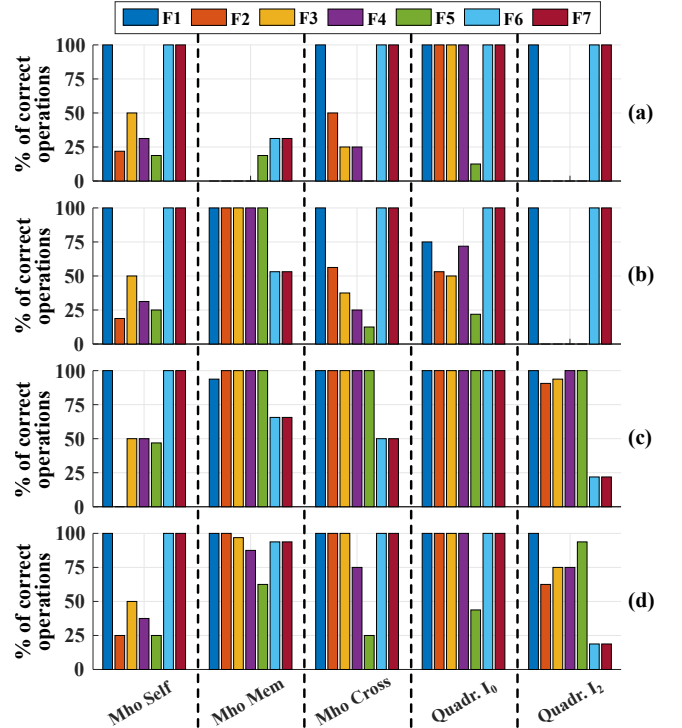 F1 F2 F3 F4 F5 F6 F7
% of correct
operations
100
75
50
25
0
(a)
% of correct
operations
100
75
50
25
0
(b)
% of correct
operations
100
75
50
25
0
(c)
% of correct
operations
100
75
50
25
0
(d)
Mho Self Mho Mem Mho Cross Quadr. I₀ Quadr. I₂